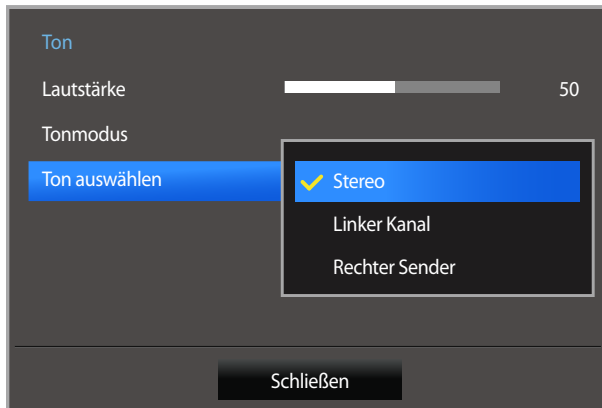 Ton
Lautstärke 50
Tonmodus
Ton auswählen Stereo
Linker Kanal
Rechter Sender
Schließen